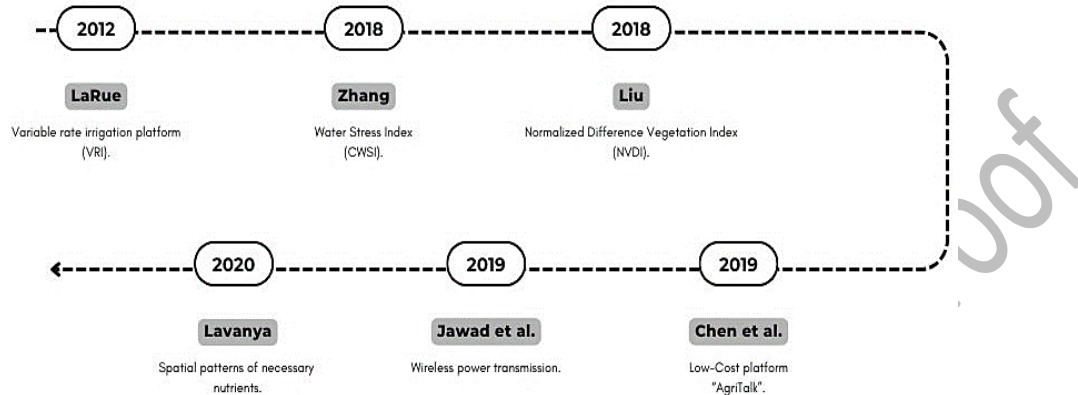 2012
2018
2018
LaRue
Zhang
Liu
Variable rate irrigation platform
(VRI).
Water Stress Index
(CWSI).
Normalized Difference Vegetation Index
(NVDI).
2019
2019
2020
Chen et al.
Jawad et al.
Lavanya
Low-Cost platform
"AgriTalk".
Wireless power transmission.
Spatial patterns of necessary
nutrients.